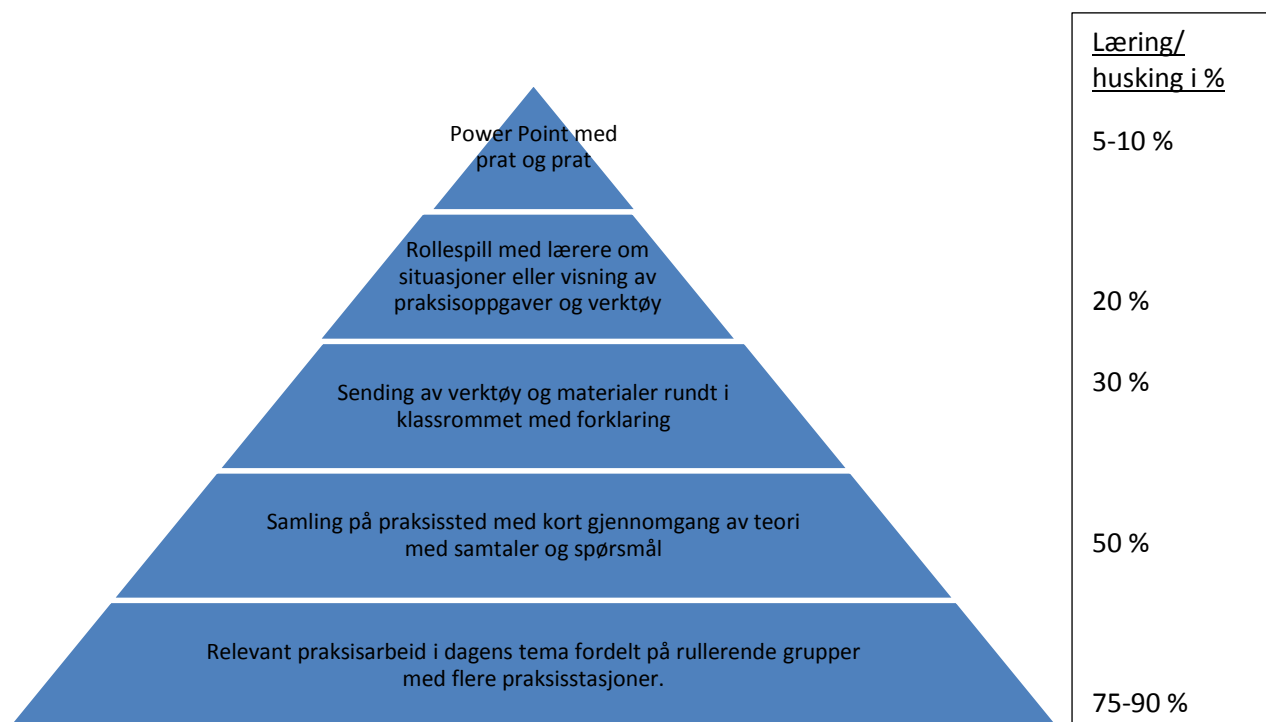 Læring/
husking i %
Power Point med
prat og prat
5-10 %
Rollespill med lærere om
situasjoner eller visning av
praksisoppgaver og verktøy
20 %
Sending av verktøy og materialer rundt i
klassrommet med forklaring
30 %
Samling på praksissted med kort gjennomgang av teori
med samtaler og spørsmål
50 %
Relevant praksisarbeid i dagens tema fordelt på rullerende grupper
med flere praksisstasjoner.
75-90 %